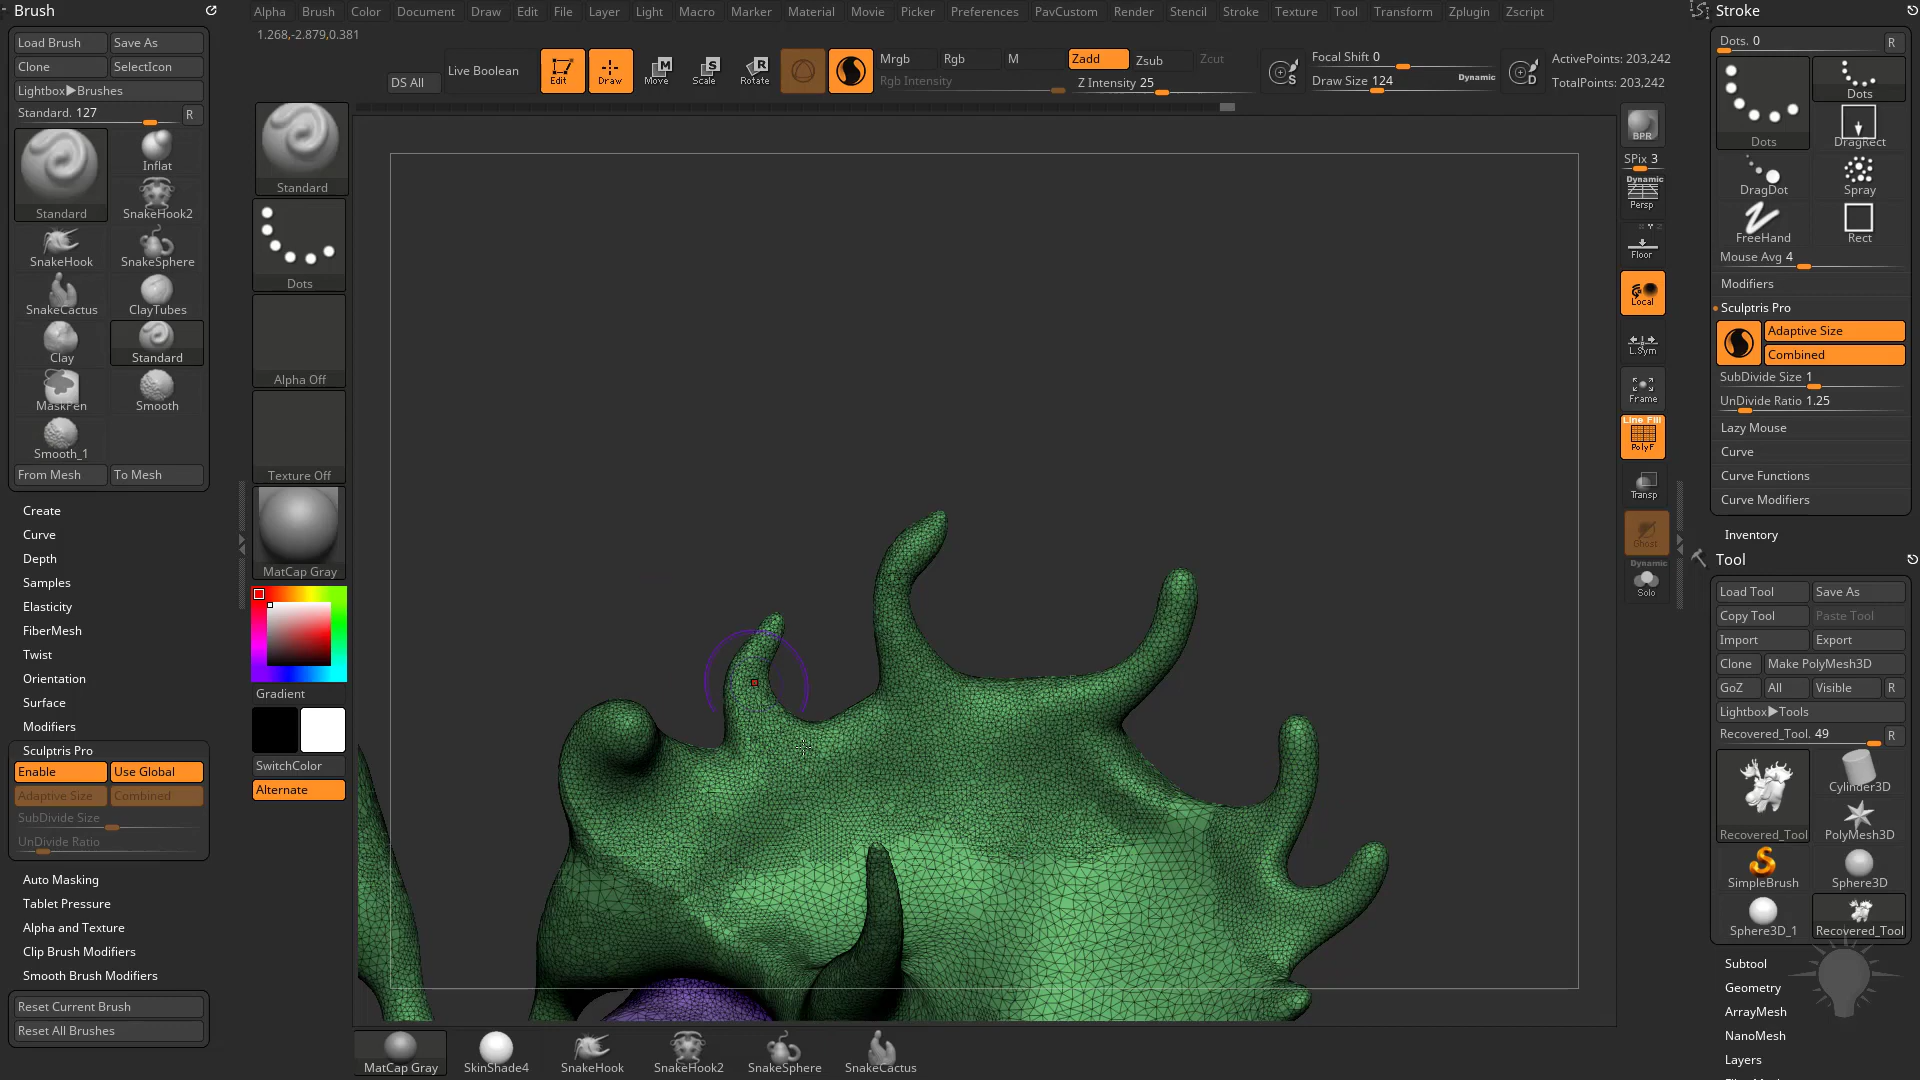 Brush
Load Brush
Save As
Clone
SelectIcon
Lightbox▶Brushes
Standard. 127
R
Standard
Inflat
SnakeHook2
SnakeHook
SnakeSphere
SnakeCactus
ClayTubes
Clay
Standard
MaskPen
Smooth
Smooth_1
From Mesh
To Mesh
Create
Curve
Depth
Samples
Elasticity
FiberMesh
Twist
Orientation
Surface
Modifiers
Sculptris Pro
Enable
Use Global
Adaptive Size
Combined
SubDivide Size
UnDivide Ratio
Auto Masking
Tablet Pressure
Alpha and Texture
Clip Brush Modifiers
Smooth Brush Modifiers
Reset Current Brush
Reset All Brushes
Alpha Brush Color Document Draw Edit File Layer Light Macro Marker Material Movie Picker Preferences PavCustom Render Stencil Stroke Texture Tool Transform Zplugin Zscript
1.268,-2.879,0.381
DS All
Live Boolean
Edit
Draw
M
Move
S
Scale
R
Rotate
Mrgb Rgb M Zadd Zsub Zcut
Rgb Intensity
Z Intensity 25
S
Focal Shift 0
Draw Size 124
Dynamic
D
ActivePoints: 203,242
TotalPoints: 203,242
Standard
Dots
Alpha Off
Texture Off
MatCap Gray
Gradient
SwitchColor
Alternate
BPR
SPix 3
Dynamic
Persp
Floor
Local
L.Sym
Frame
Line Fill
PolyF
Transp
Ghost
Dynamic
Solo
MatCap Gray
SkinShade4
SnakeHook
SnakeHook2
SnakeSphere
SnakeCactus
Stroke
Dots. 0
R
Dots
Dots
DragRect
DragDot
Spray
FreeHand
Rect
Mouse Avg 4
Modifiers
Sculptris Pro
Adaptive Size
Combined
SubDivide Size 1
UnDivide Ratio 1.25
Lazy Mouse
Curve
Curve Functions
Curve Modifiers
Inventory
Tool
Load Tool
Save As
Copy Tool
Paste Tool
Import
Export
Clone
Make PolyMesh3D
GoZ
All
Visible
R
Lightbox▶Tools
Recovered_Tool. 49
R
Recovered_Tool
Cylinder3D
PolyMesh3D
SimpleBrush
Sphere3D
Sphere3D_1
Recovered_Tool
Subtool
Geometry
ArrayMesh
NanoMesh
Layers